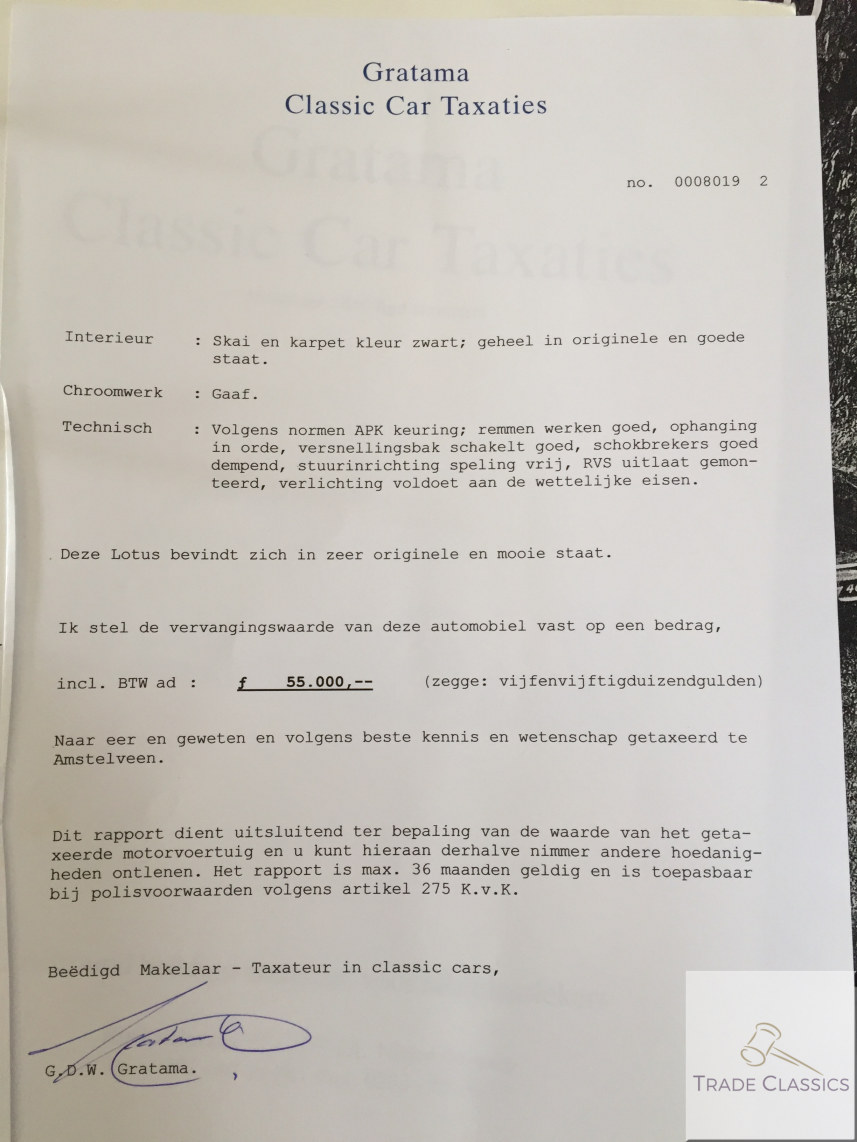 Gratama
Classic Car Taxaties
no. 0008019 2
Interieur : Skai en karpet kleur zwart; geheel in originele en goede
staat.
Chroomwerk : Gaaf.
Technisch : Volgens normen APK keuring; remmen werken goed, ophanging
in orde, versnellingsbak schakelt goed, schokbrekers goed
dempend, stuurinrichting speling vrij, RVS uitlaat gemon-
teerd, verlichting voldoet aan de wettelijke eisen.
Deze Lotus bevindt zich in zeer originele en mooie staat.
Ik stel de vervangingswaarde van deze automobiel vast op een bedrag,
incl. BTW ad : ƒ 55.000,-- (zegge: vijfenvijftigduizendgulden)
Naar eer en geweten en volgens beste kennis en wetenschap getaxeerd te
Amstelveen.
Dit rapport dient uitsluitend ter bepaling van de waarde van het geta-
xeerde motorvoertuig en u kunt hieraan derhalve nimmer andere hoedanig-
heden ontlenen. Het rapport is max. 36 maanden geldig en is toepasbaar
bij polisvoorwaarden volgens artikel 275 K.v.K.
Beëdigd Makelaar - Taxateur in classic cars,
G.D.W. Gratama.
TRADE CLASSICS